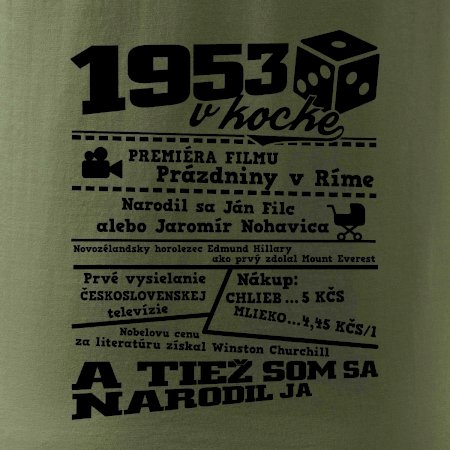 1953
v kocke
PREMIÉRA FILMU
Prázdniny v Ríme
Narodil sa Ján Filc
alebo Jaromír Nohavica
Novozélandsky horolezec Edmund Hillary
ako prvý zdolal Mount Everest
Prvé vysielanie
ČESKOSLOVENSKEJ
televízie
Nákup:
CHLIEB ... 5 KČS
MLIEKO...4,45 KČS/l
Nobelovu cenu
za literatúru získal Winston Churchill
A TIEŽ SOM SA
NARODIL JA